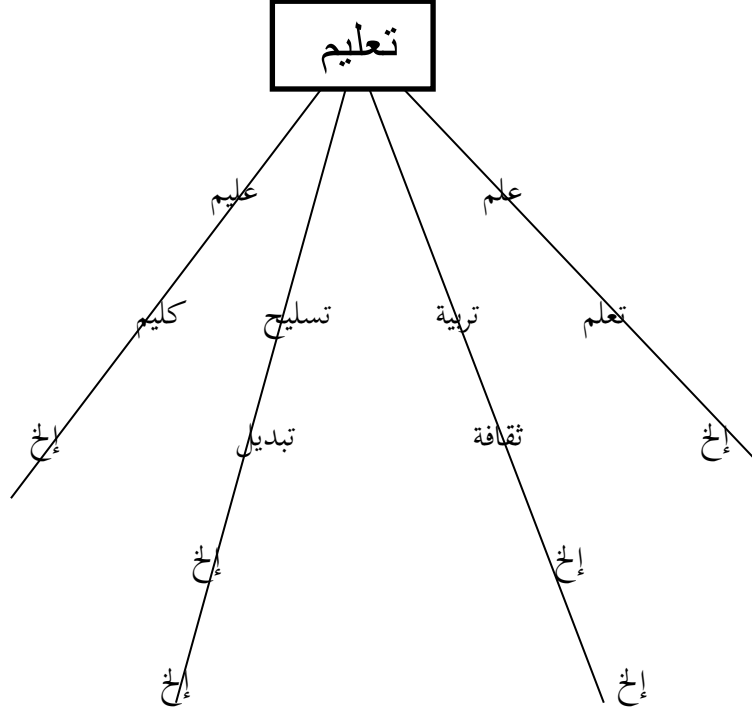 تعليم
علم عليم
تعلم تربية تسليح كليم
إلخ ثقافة تبديل إلخ
إلخ إلخ
إلخ إلخ